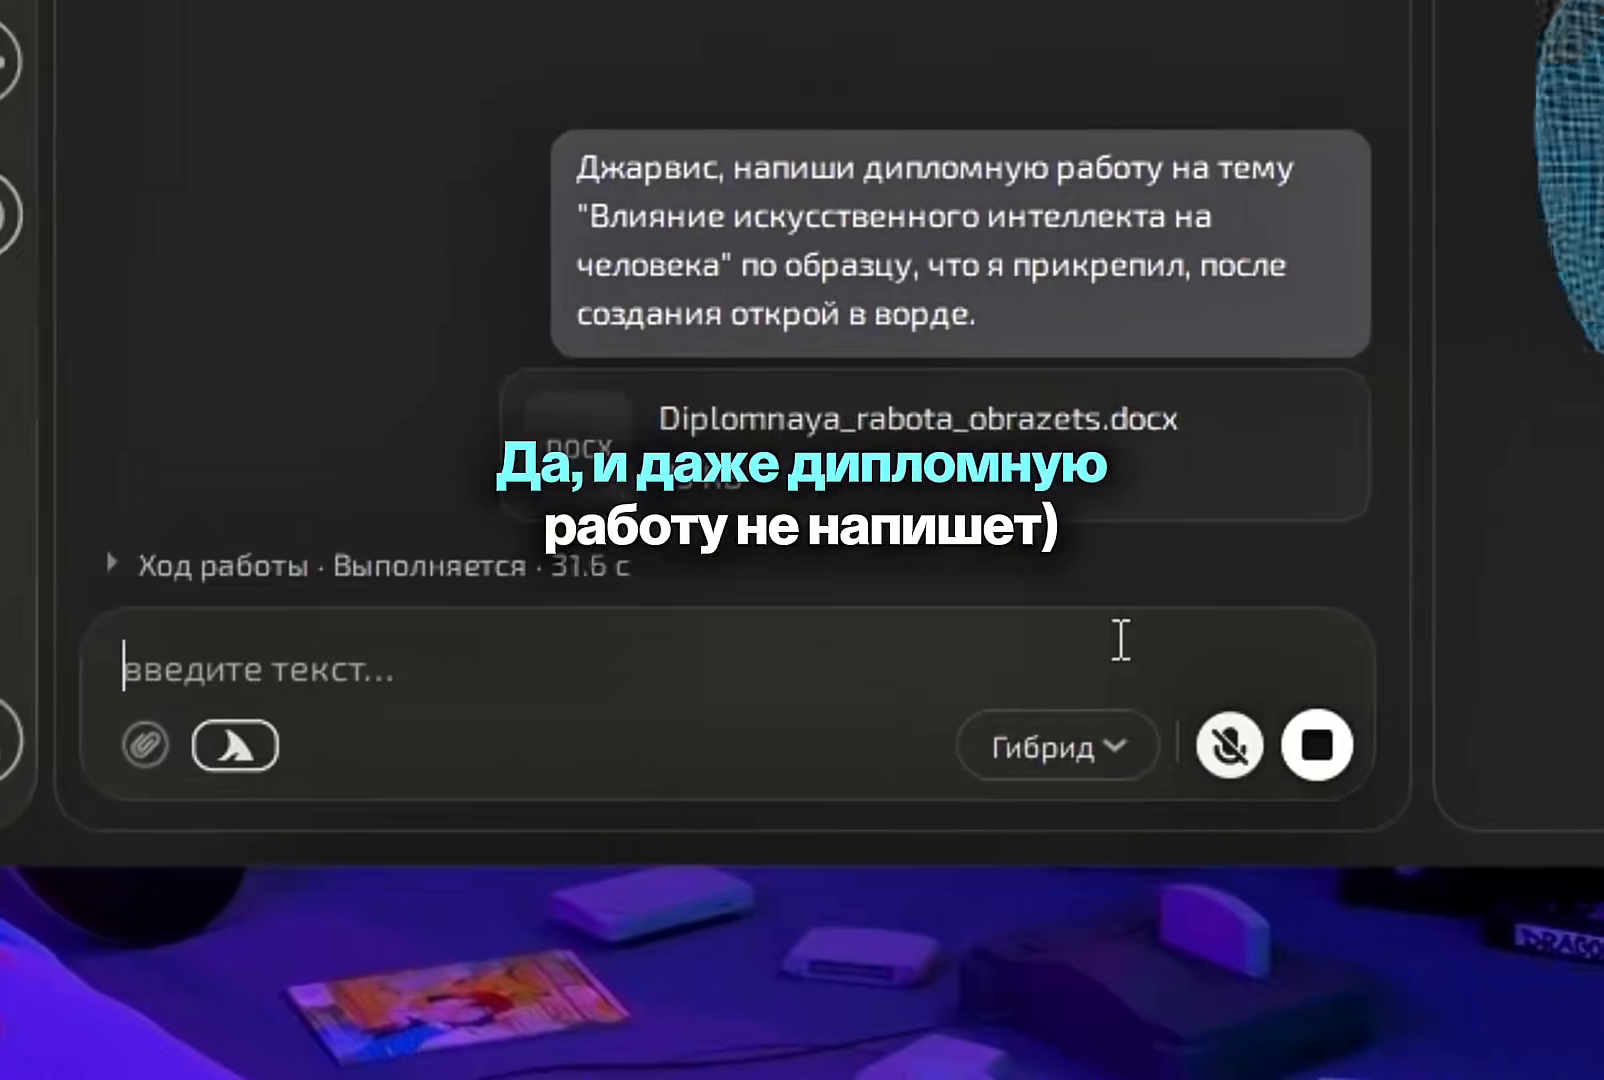 Джарвис, напиши дипломную работу на тему
"Влияние искусственного интеллекта на
человека" по образцу, что я прикрепил, после
создания открой в ворде.
Diplomnaya_rabota_obrazets.docx
DOCX
Да, и даже дипломную
работу не напишет)
Ход работы · Выполняется · 31.6 с
введите текст...
Гибрид